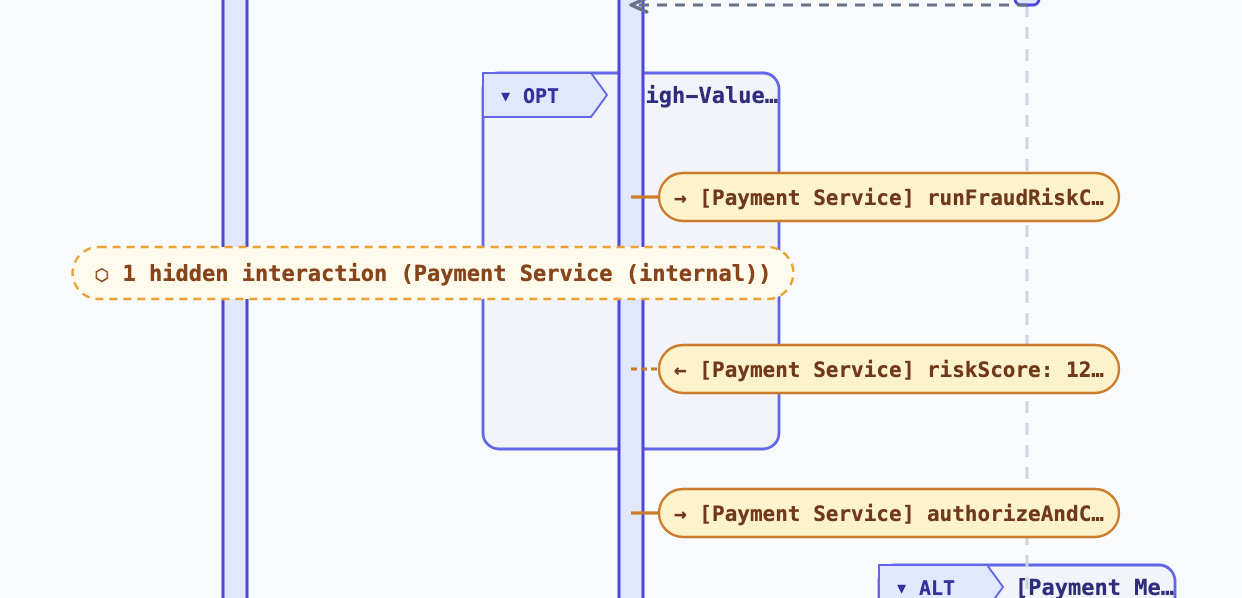 ▼ OPT igh–Value…
→ [Payment Service] runFraudRiskC…
⬡ 1 hidden interaction (Payment Service (internal))
← [Payment Service] riskScore: 12…
→ [Payment Service] authorizeAndC…
▼ ALT [Payment Me…